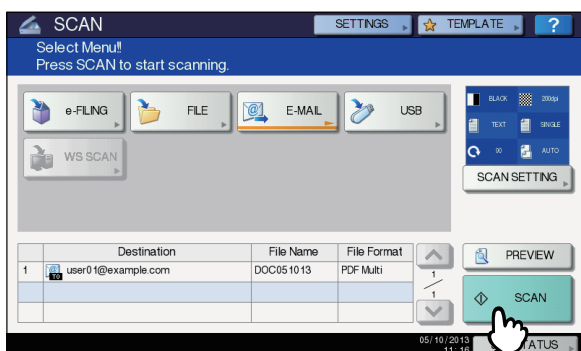 SCAN
SETTINGS
TEMPLATE
?
Select Menu!!
Press SCAN to start scanning.
e-FILING
FILE
E-MAIL
USB
WS SCAN
BLACK
200dpi
TEXT
SINGLE
90
AUTO
SCAN SETTING
Destination File Name File Format
1 TO user01@example.com DOC051013 PDF Multi
1
1
PREVIEW
SCAN
05/10/2013
11:16